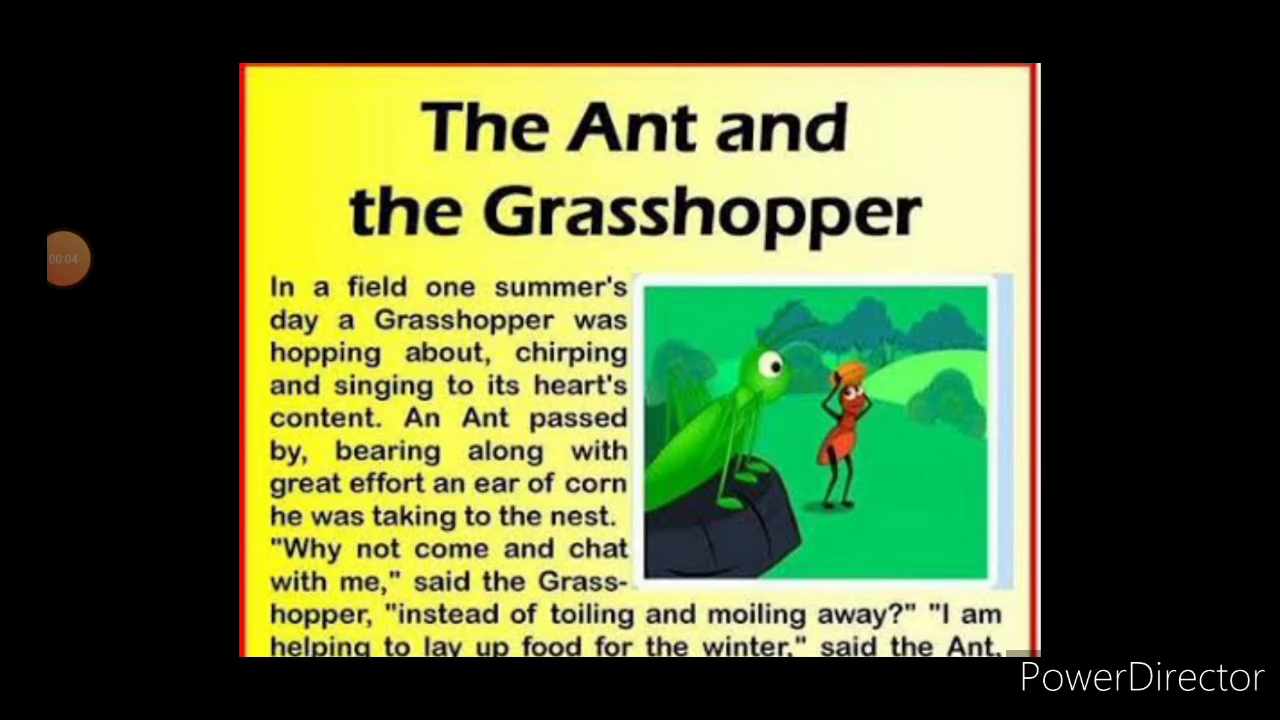 The Ant and
the Grasshopper
00:04
In a field one summer's
day a Grasshopper was
hopping about, chirping
and singing to its heart's
content. An Ant passed
by, bearing along with
great effort an ear of corn
he was taking to the nest.
"Why not come and chat
with me," said the Grass-
hopper, "instead of toiling and moiling away?" "I am
helping to lay up food for the winter," said the Ant,
PowerDirector